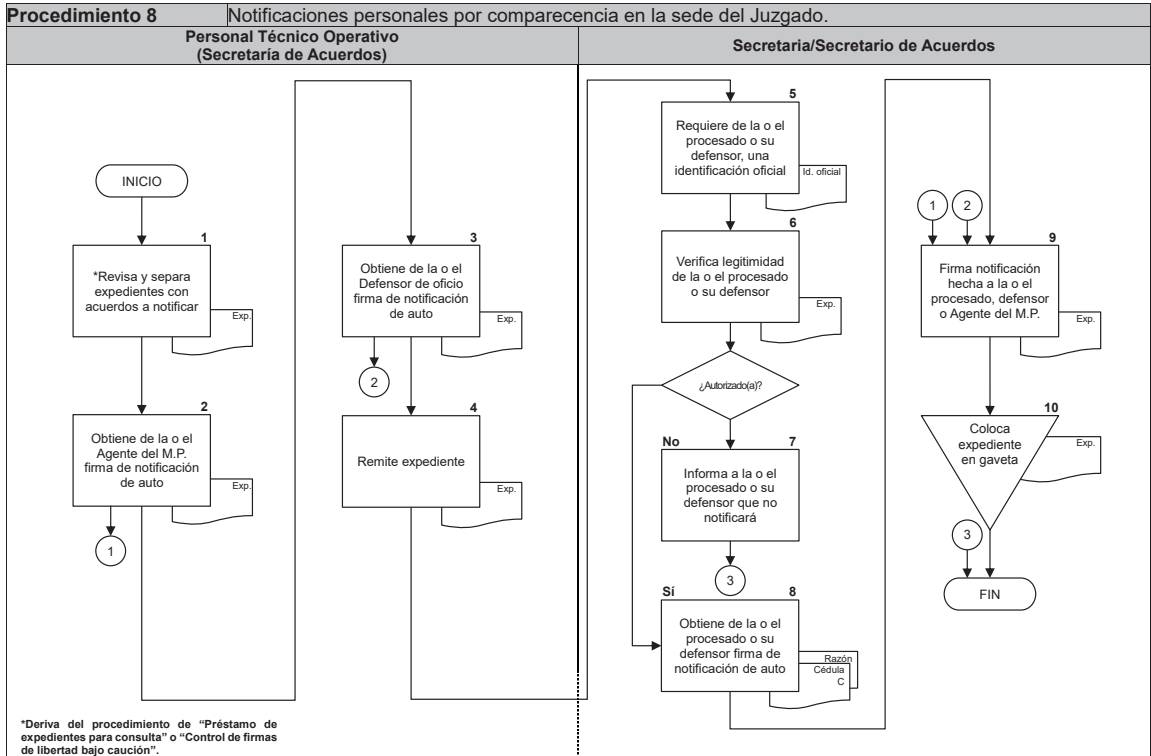 Procedimiento 8
Notificaciones personales por comparecencia en la sede del Juzgado.
Personal Técnico Operativo
(Secretaría de Acuerdos)
Secretaria/Secretario de Acuerdos
INICIO
1
*Revisa y separa
expedientes con
acuerdos a notificar
Exp.
2
Obtiene de la o el
Agente del M.P.
firma de notificación
de auto
Exp.
1
3
Obtiene de la o el
Defensor de oficio
firma de notificación
de auto
Exp.
2
4
Remite expediente
Exp.
5
Requiere de la o el
procesado o su
defensor, una
identificación oficial
Id. oficial
6
Verifica legitimidad
de la o el procesado
o su defensor
Exp.
¿Autorizado(a)?
No
7
Informa a la o el
procesado o su
defensor que no
notificará
3
Sí
8
Obtiene de la o el
procesado o su
defensor firma de
notificación de auto
Razón
Cédula
C
1
2
9
Firma notificación
hecha a la o el
procesado, defensor
o Agente del M.P.
Exp.
10
Coloca
expediente
en gaveta
Exp.
3
FIN
*Deriva del procedimiento de “Préstamo de
expedientes para consulta” o “Control de firmas
de libertad bajo caución”.